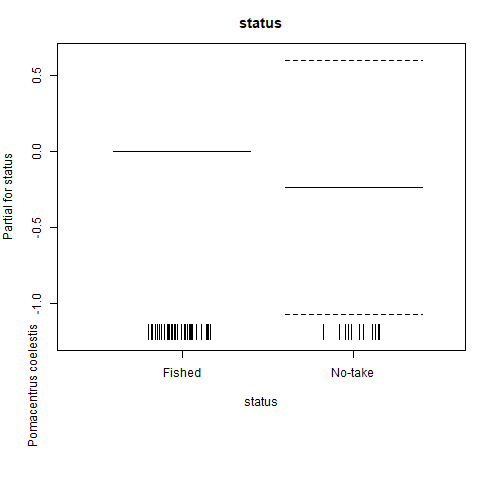 status
Partial for status
Pomacentrus coelestis
0.5
0.0
-0.5
-1.0
Fished
No-take
status